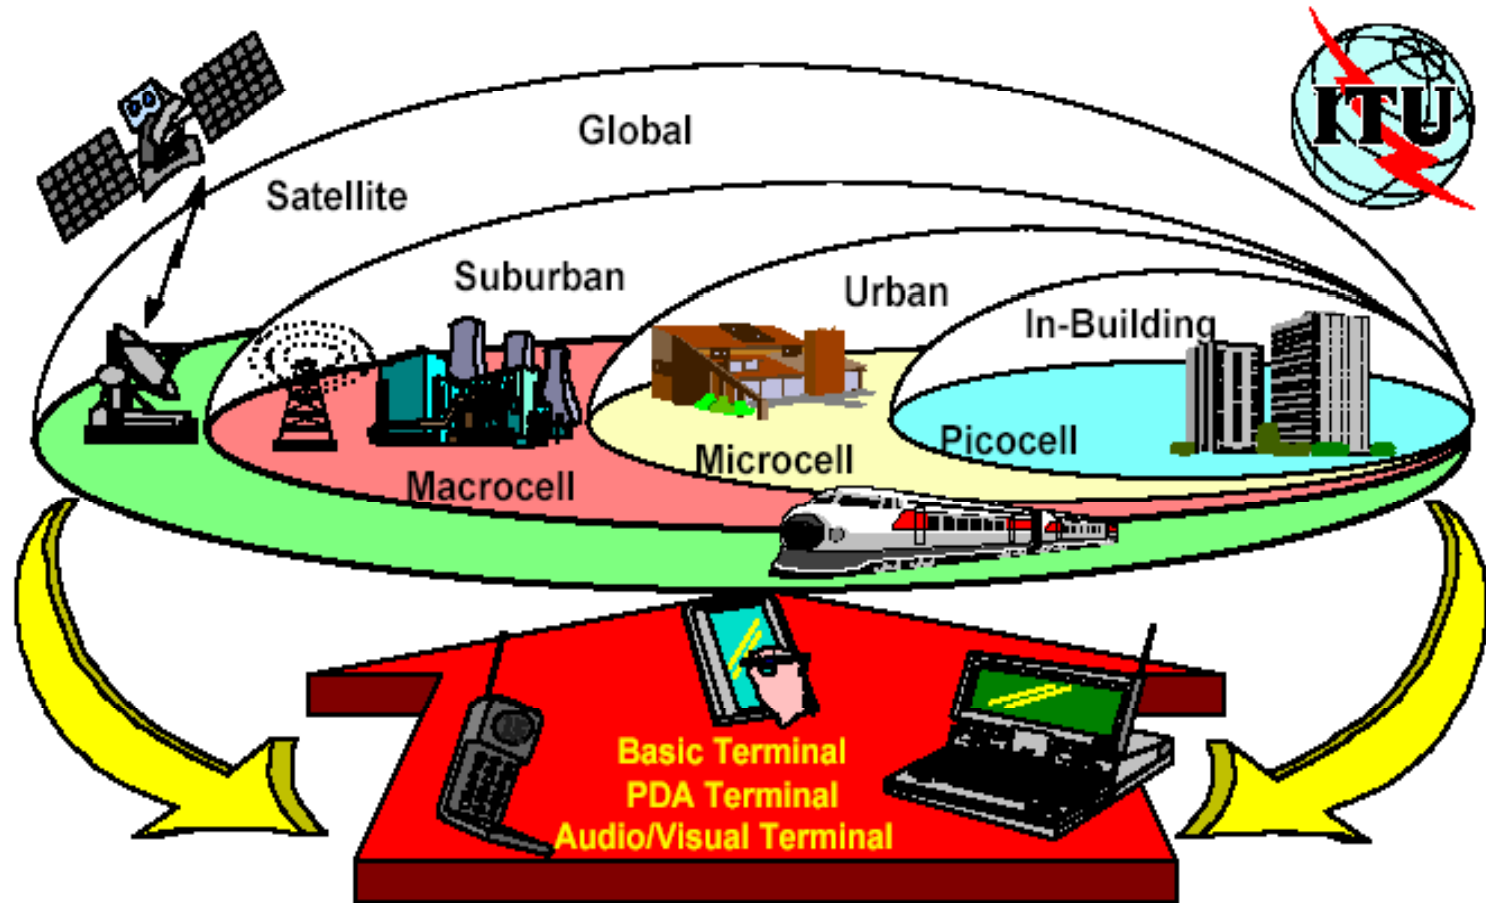 ITU
Global
Satellite
Suburban
Urban
In-Building
Picocell
Microcell
Macrocell
Basic Terminal
PDA Terminal
Audio/Visual Terminal